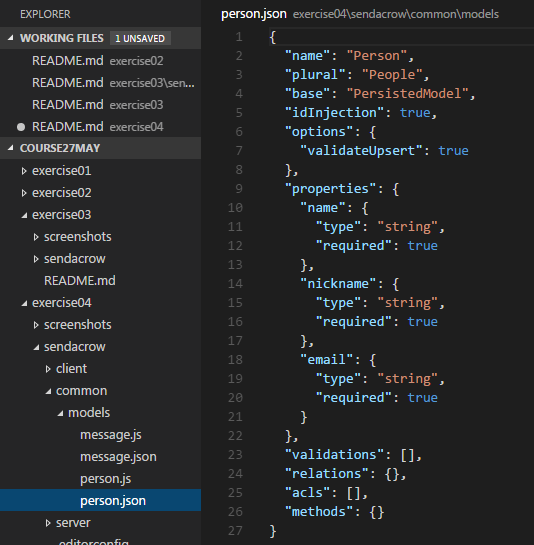 EXPLORER
WORKING FILES 1 UNSAVED
README.md exercise02
README.md exercise03\sen...
README.md exercise03
README.md exercise04
COURSE27MAY
exercise01
exercise02
exercise03
screenshots
sendacrow
README.md
exercise04
screenshots
sendacrow
client
common
models
message.js
message.json
person.js
person.json
server
.editorconfig
person.json exercise04\sendacrow\common\models
1 {
2 "name": "Person",
3 "plural": "People",
4 "base": "PersistedModel",
5 "idInjection": true,
6 "options": {
7 "validateUpsert": true
8 },
9 "properties": {
10 "name": {
11 "type": "string",
12 "required": true
13 },
14 "nickname": {
15 "type": "string",
16 "required": true
17 },
18 "email": {
19 "type": "string",
20 "required": true
21 }
22 },
23 "validations": [],
24 "relations": {},
25 "acls": [],
26 "methods": {}
27 }